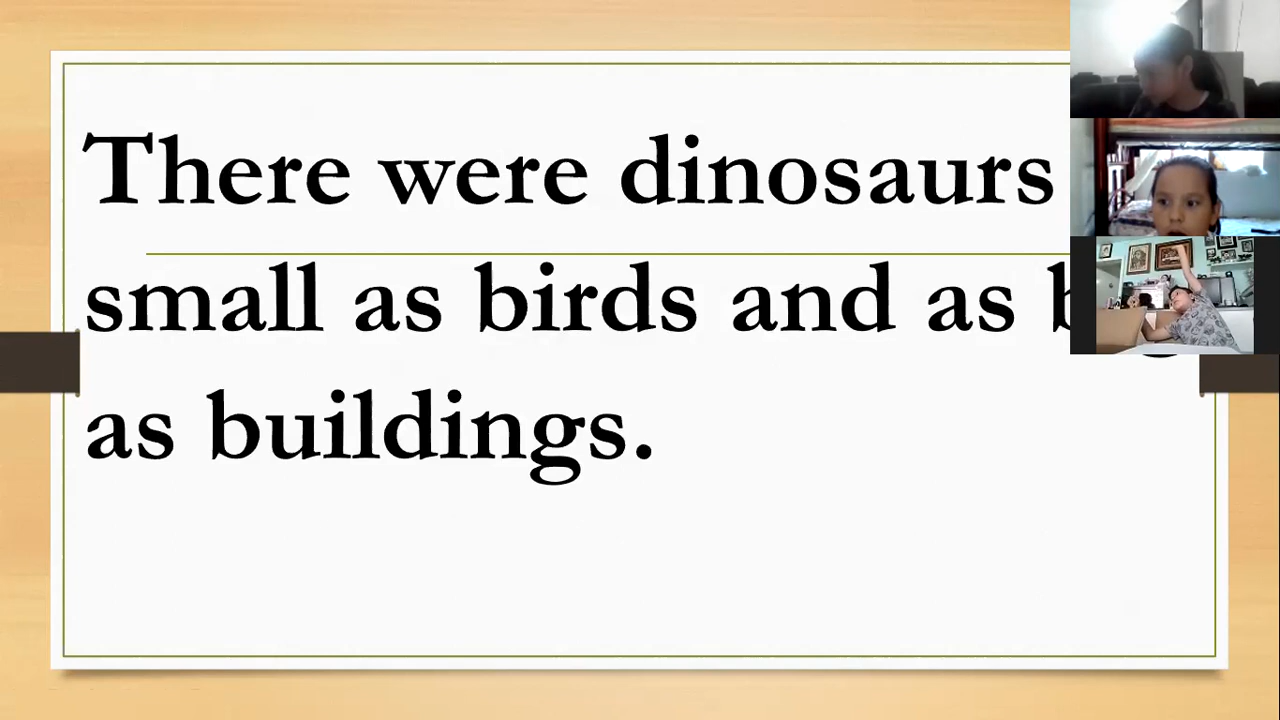 There were dinosaurs
small as birds and as
as buildings.